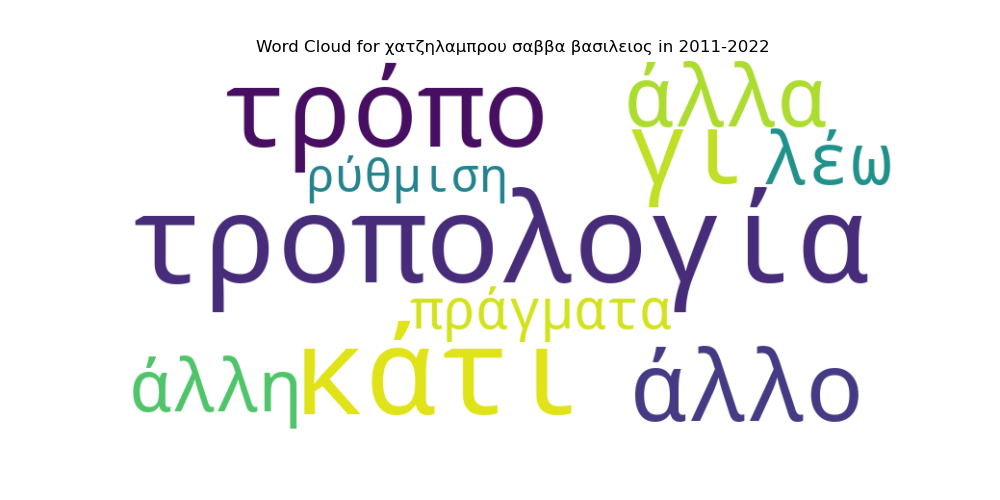 Word Cloud for χατζηλαμπρου σαββα βασιλειος in 2011-2022
τρόπο
άλλα
γι
λέω
ρύθμιση
τροπολογία
πράγματα
άλλη
κάτι
άλλο